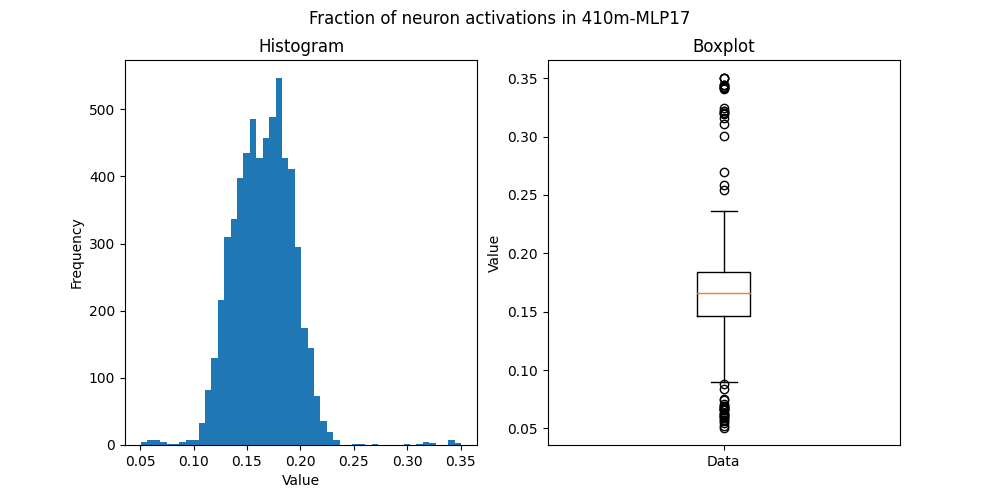 Fraction of neuron activations in 410m-MLP17
Histogram
Frequency
500
400
300
200
100
0
0.05 0.10 0.15 0.20 0.25 0.30 0.35
Value
Boxplot
Value
0.35
0.30
0.25
0.20
0.15
0.10
0.05
Data